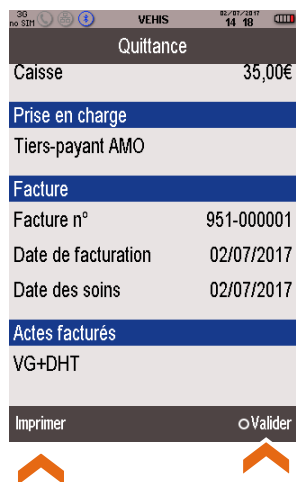 3G
no SIM VEHIS 02/07/2017
14 18
Quittance
Caisse 35,00€
Prise en charge
Tiers-payant AMO
Facture
Facture n° 951-000001
Date de facturation 02/07/2017
Date des soins 02/07/2017
Actes facturés
VG+DHT
Imprimer Valider